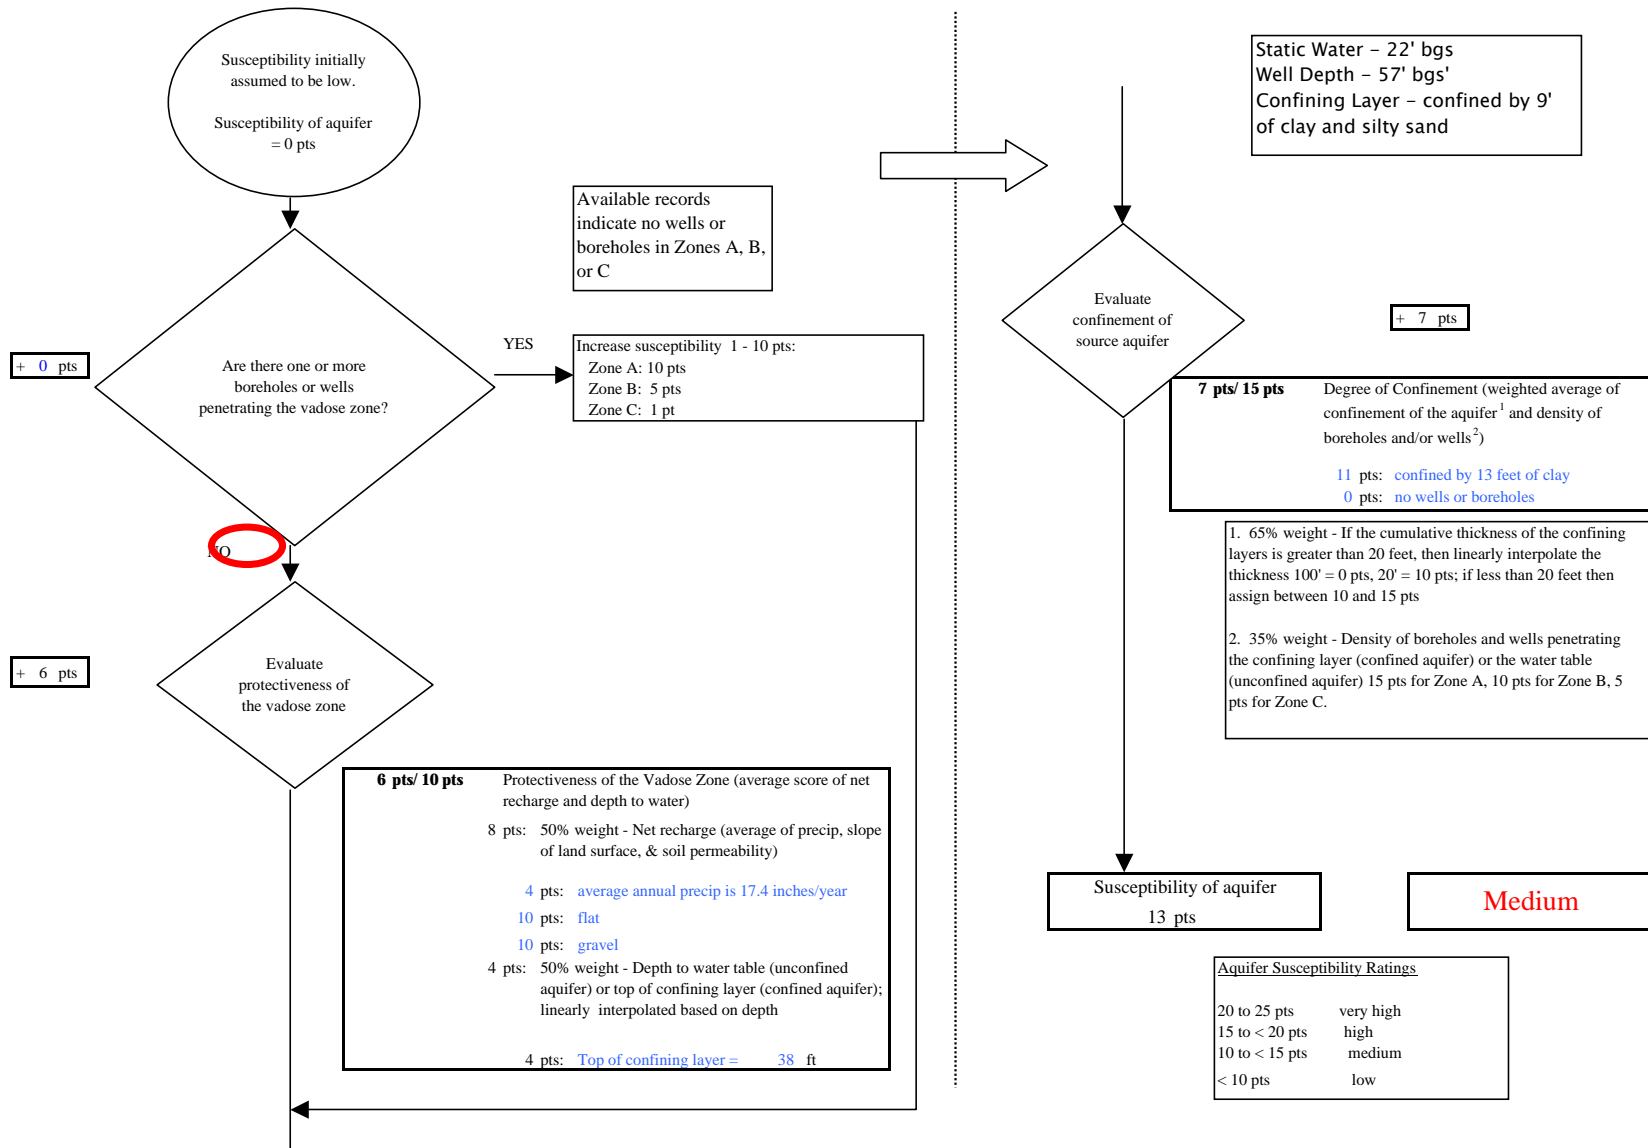 Susceptibility initially
assumed to be low.
Susceptibility of aquifer
= 0 pts
Available records
indicate no wells or
boreholes in Zones A, B,
or C
+ 0 pts
Are there one or more
boreholes or wells
penetrating the vadose zone?
YES
Increase susceptibility 1 - 10 pts:
Zone A: 10 pts
Zone B: 5 pts
Zone C: 1 pt
NO
+ 6 pts
Evaluate
protectiveness of
the vadose zone
6 pts/ 10 pts Protectiveness of the Vadose Zone (average score of net
recharge and depth to water)
8 pts: 50% weight - Net recharge (average of precip, slope
of land surface, & soil permeability)
4 pts: average annual precip is 17.4 inches/year
10 pts: flat
10 pts: gravel
4 pts: 50% weight - Depth to water table (unconfined
aquifer) or top of confining layer (confined aquifer);
linearly interpolated based on depth
4 pts: Top of confining layer = 38 ft
Static Water – 22' bgs
Well Depth – 57' bgs'
Confining Layer – confined by 9'
of clay and silty sand
Evaluate
confinement of
source aquifer
+ 7 pts
7 pts/ 15 pts Degree of Confinement (weighted average of
confinement of the aquifer1 and density of
boreholes and/or wells2)
11 pts: confined by 13 feet of clay
0 pts: no wells or boreholes
1. 65% weight - If the cumulative thickness of the confining
layers is greater than 20 feet, then linearly interpolate the
thickness 100' = 0 pts, 20' = 10 pts; if less than 20 feet then
assign between 10 and 15 pts
2. 35% weight - Density of boreholes and wells penetrating
the confining layer (confined aquifer) or the water table
(unconfined aquifer) 15 pts for Zone A, 10 pts for Zone B, 5
pts for Zone C.
Susceptibility of aquifer
13 pts
Medium
Aquifer Susceptibility Ratings
20 to 25 pts very high
15 to < 20 pts high
10 to < 15 pts medium
< 10 pts low